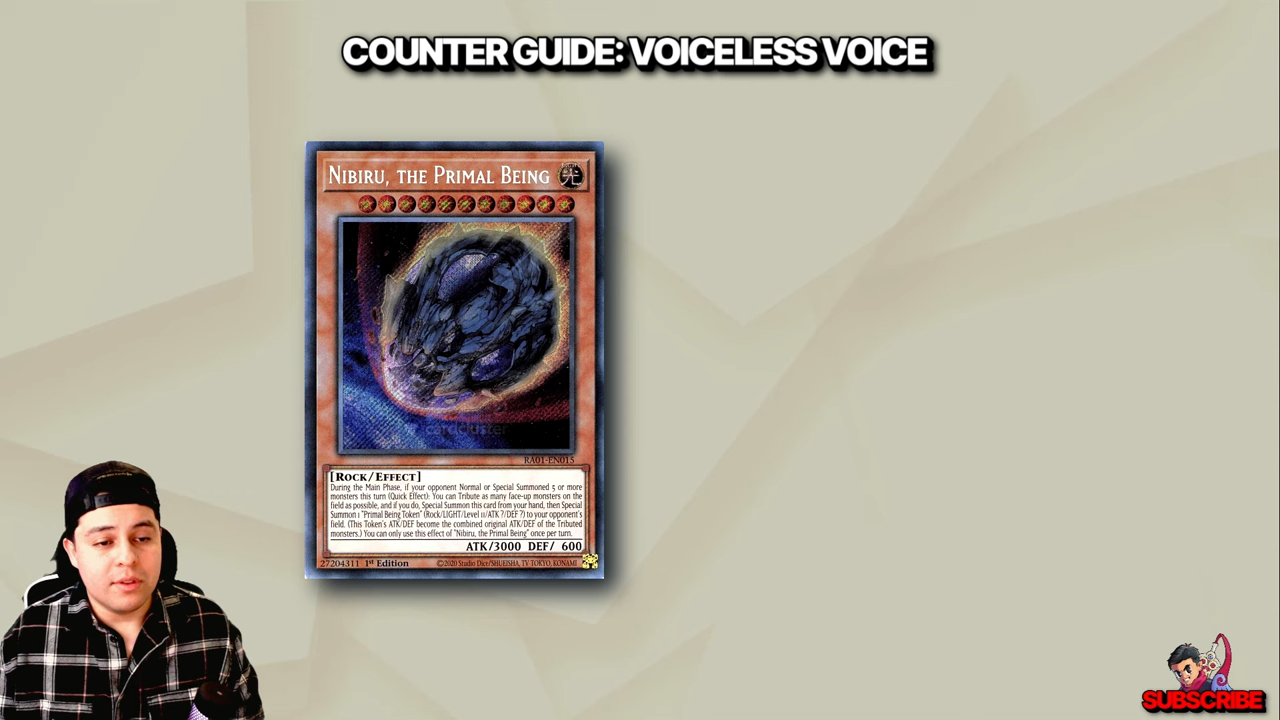 COUNTER GUIDE: VOICELESS VOICE
NIBIRU, THE PRIMAL BEING
光
RA01-EN015
[ROCK/EFFECT]
During the Main Phase, if your opponent Normal or Special Summoned 5 or more
monsters this turn (Quick Effect): You can Tribute as many face-up monsters on the
field as possible, and if you do, Special Summon this card from your hand, then Special
Summon 1 "Primal Being Token" (Rock/LIGHT/Level 11/ATK ?/DEF ?) to your opponent's
field. (This Token's ATK/DEF become the combined original ATK/DEF of the Tributed
monsters.) You can only use this effect of "Nibiru, the Primal Being" once per turn.
ATK/3000 DEF/ 600
27204311 1st Edition ©2020 Studio Dice/SHUEISHA, TV TOKYO, KONAMI
SUBSCRIBE